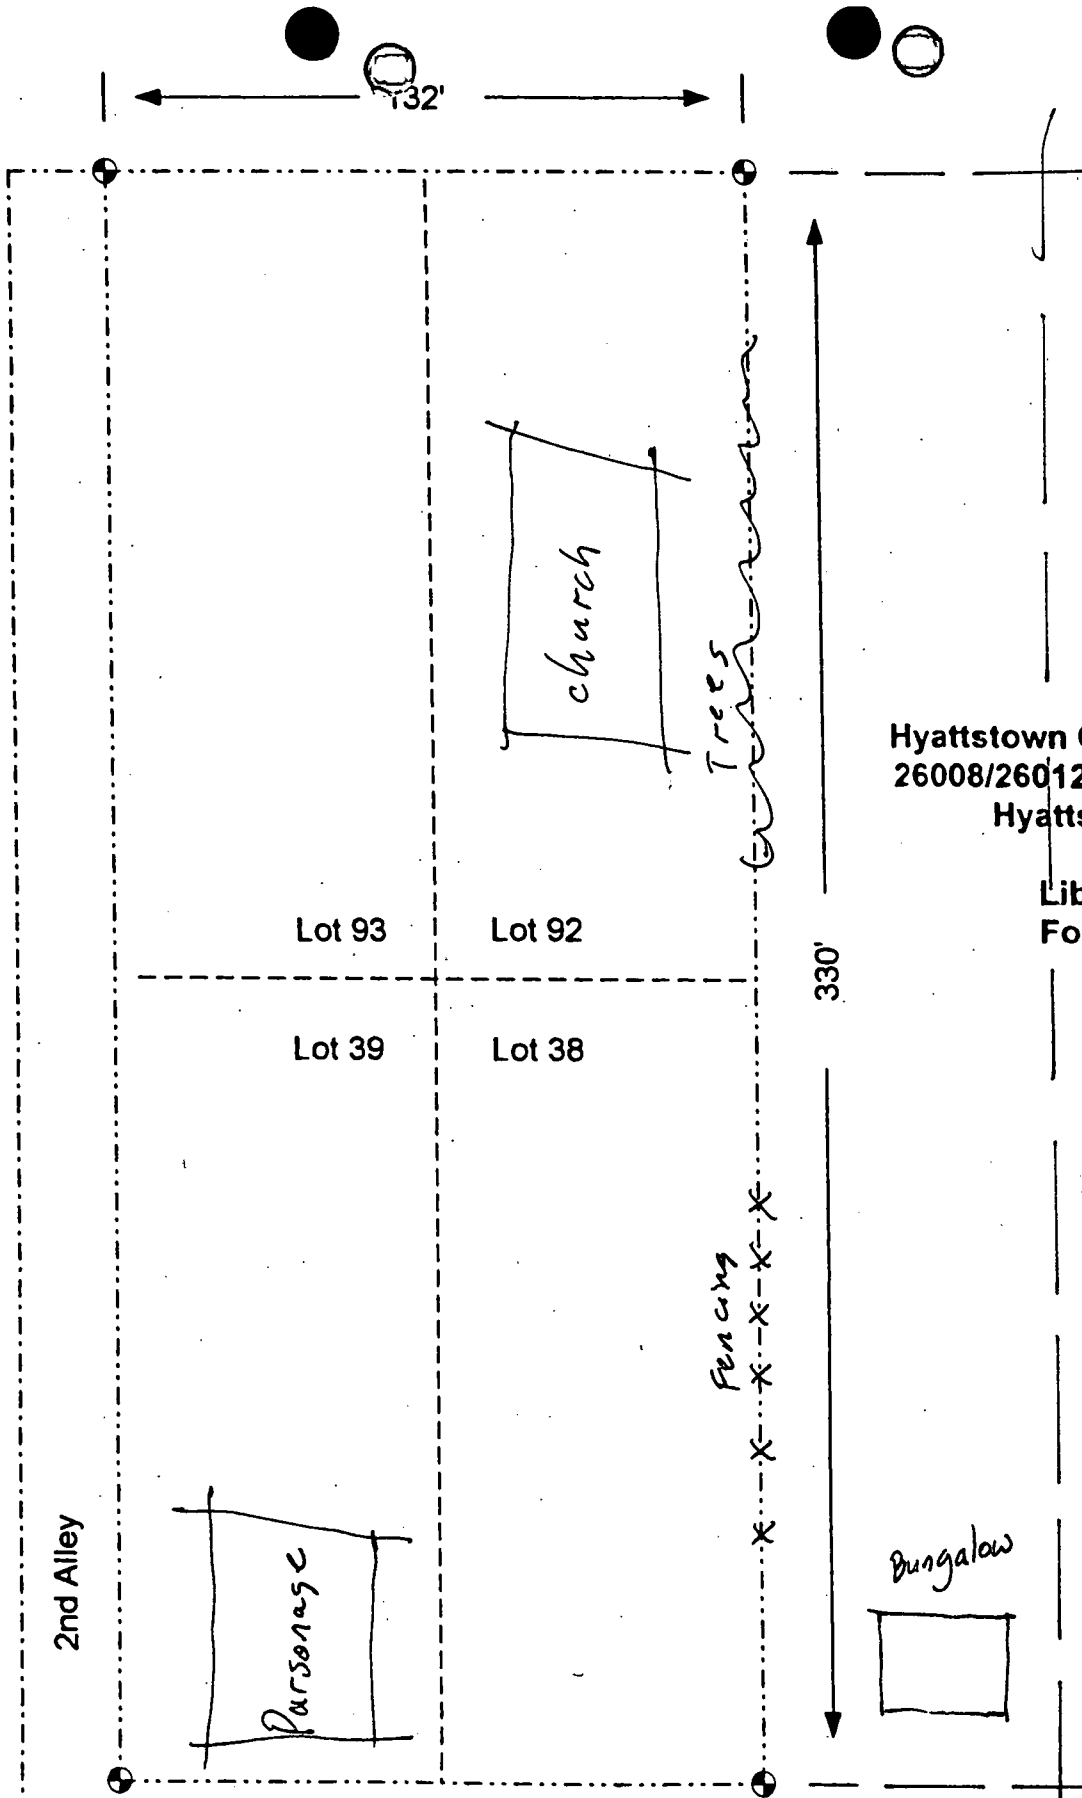 132'
church
Trees
Hyattstown
26008/26012
Hyatts
Lib
Fo
Lot 93 Lot 92
330'
Lot 39 Lot 38
Fencing
Bungalow
2nd Alley
Parsonage